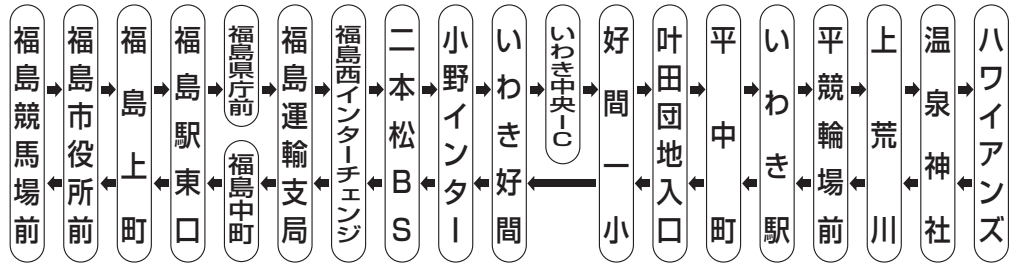 福島競馬場前
福島市役所前
福島上町
福島駅東口
福島県庁前
福島中町
福島運輸支局
福島西インターチェンジ
二本松BS
小野インター
いわき好間
いわき中央IC
好間一小
叶田団地入口
平中町
いわき駅
平競輪場前
上荒川
温泉神社
ハワイアンズ